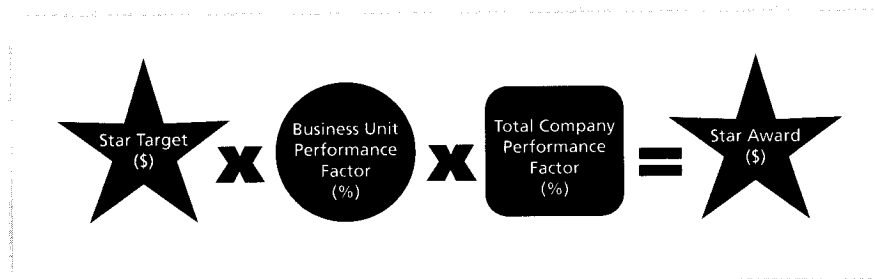 Star Target
($)
x
Business Unit
Performance
Factor
(%)
x
Total Company
Performance
Factor
(%)
=
Star Award
($)